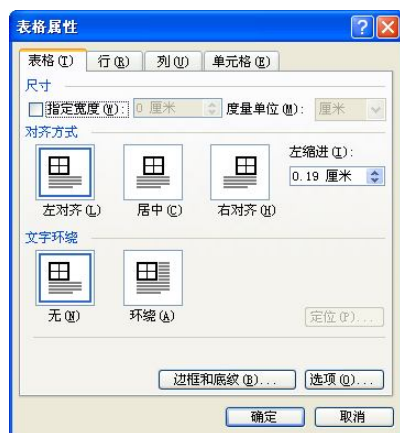 表格属性
表格(T) 行(R) 列(U) 单元格(E)
尺寸
指定宽度(W): 0 厘米 度量单位(M): 厘米
对齐方式
左缩进(I):
0.19 厘米
左对齐(L) 居中(C) 右对齐(H)
文字环绕
无(N) 环绕(A) 定位(P)...
边框和底纹(B)... 选项(O)...
确定 取消